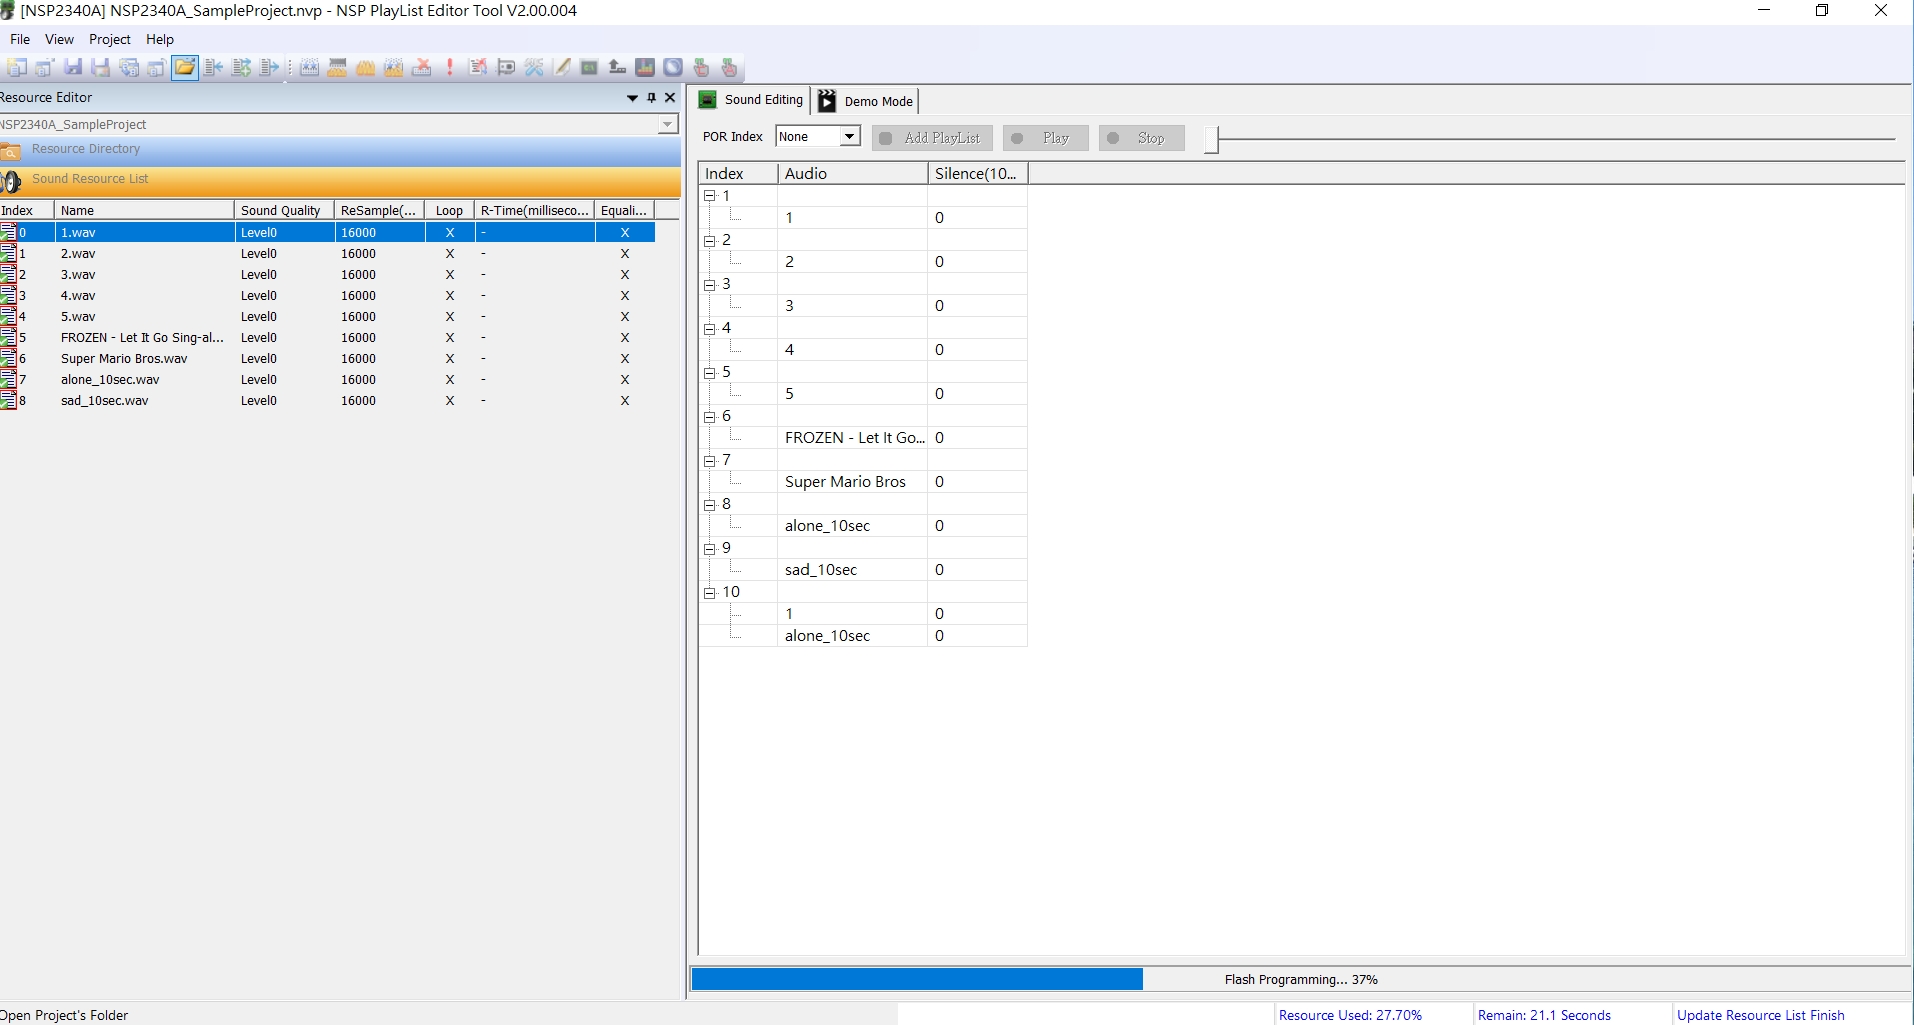 [NSP2340A] NSP2340A_SampleProject.nvp - NSP PlayList Editor Tool V2.00.004
File View Project Help
Resource Editor
NSP2340A_SampleProject
Resource Directory
Sound Resource List
Index Name Sound Quality ReSample(... Loop R-Time(milliseco... Equali...
0 1.wav Level0 16000 X - X
1 2.wav Level0 16000 X - X
2 3.wav Level0 16000 X - X
3 4.wav Level0 16000 X - X
4 5.wav Level0 16000 X - X
5 FROZEN - Let It Go Sing-al... Level0 16000 X - X
6 Super Mario Bros.wav Level0 16000 X - X
7 alone_10sec.wav Level0 16000 X - X
8 sad_10sec.wav Level0 16000 X - X
Sound Editing Demo Mode
POR Index None Add PlayList Play Stop
Index Audio Silence(10...
1
1 0
2
2 0
3
3 0
4
4 0
5
5 0
6
FROZEN - Let It Go... 0
7
Super Mario Bros 0
8
alone_10sec 0
9
sad_10sec 0
10
1 0
alone_10sec 0
Flash Programming... 37%
Open Project's Folder
Resource Used: 27.70% Remain: 21.1 Seconds Update Resource List Finish